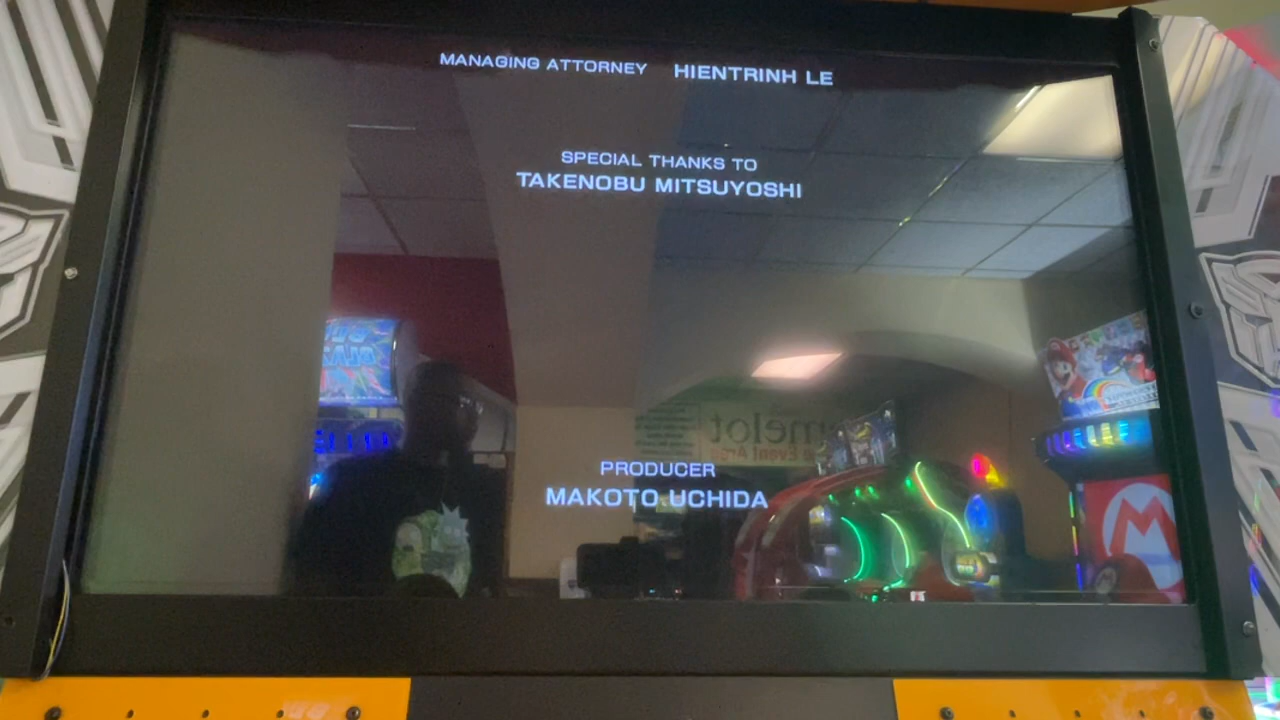 MANAGING ATTORNEY HIENTRINH LE
SPECIAL THANKS TO
TAKENOBU MITSUYOSHI
PRODUCER
MAKOTO UCHIDA